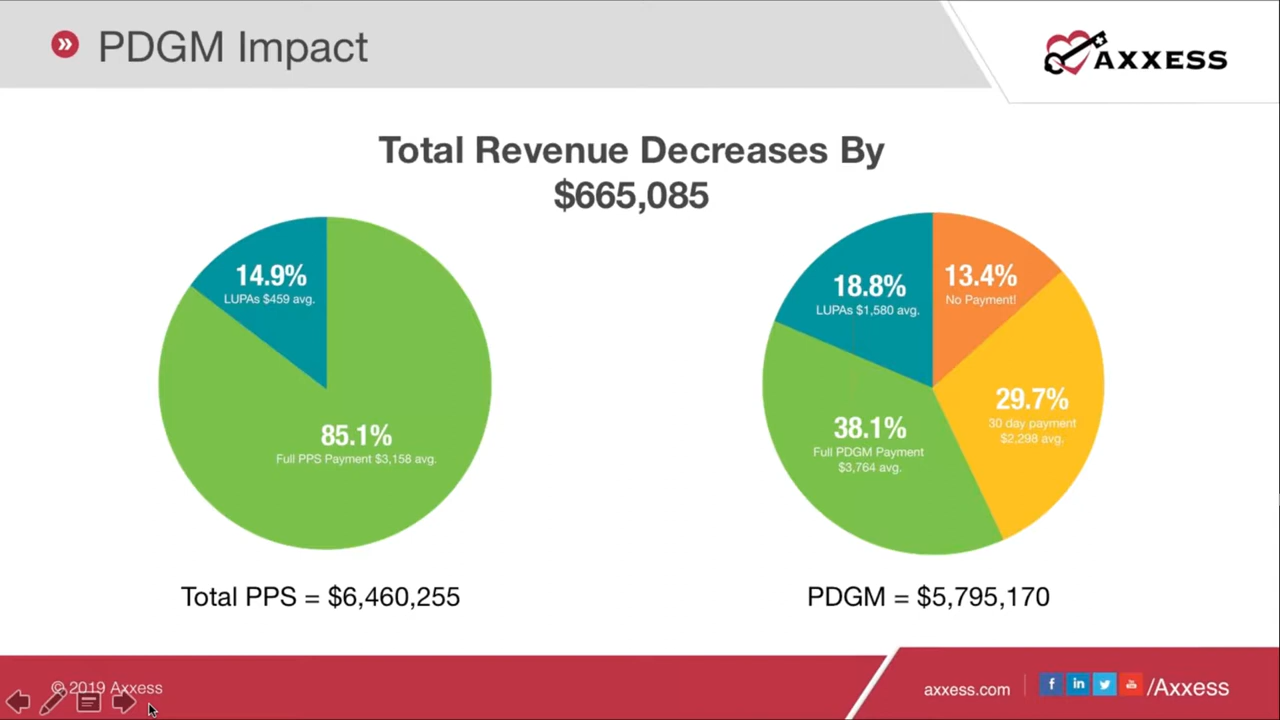 PDGM Impact
AXXESS
Total Revenue Decreases By
$665,085
14.9%
LUPAs $459 avg.
85.1%
Full PPS Payment $3,158 avg.
18.8%
LUPAs $1,580 avg.
13.4%
No Payment!
29.7%
30 day payment
$2,298 avg.
38.1%
Full PDGM Payment
$3,764 avg.
Total PPS = $6,460,255
PDGM = $5,795,170
© 2019 Axxess
axxess.com
f in You Tube /Axxess